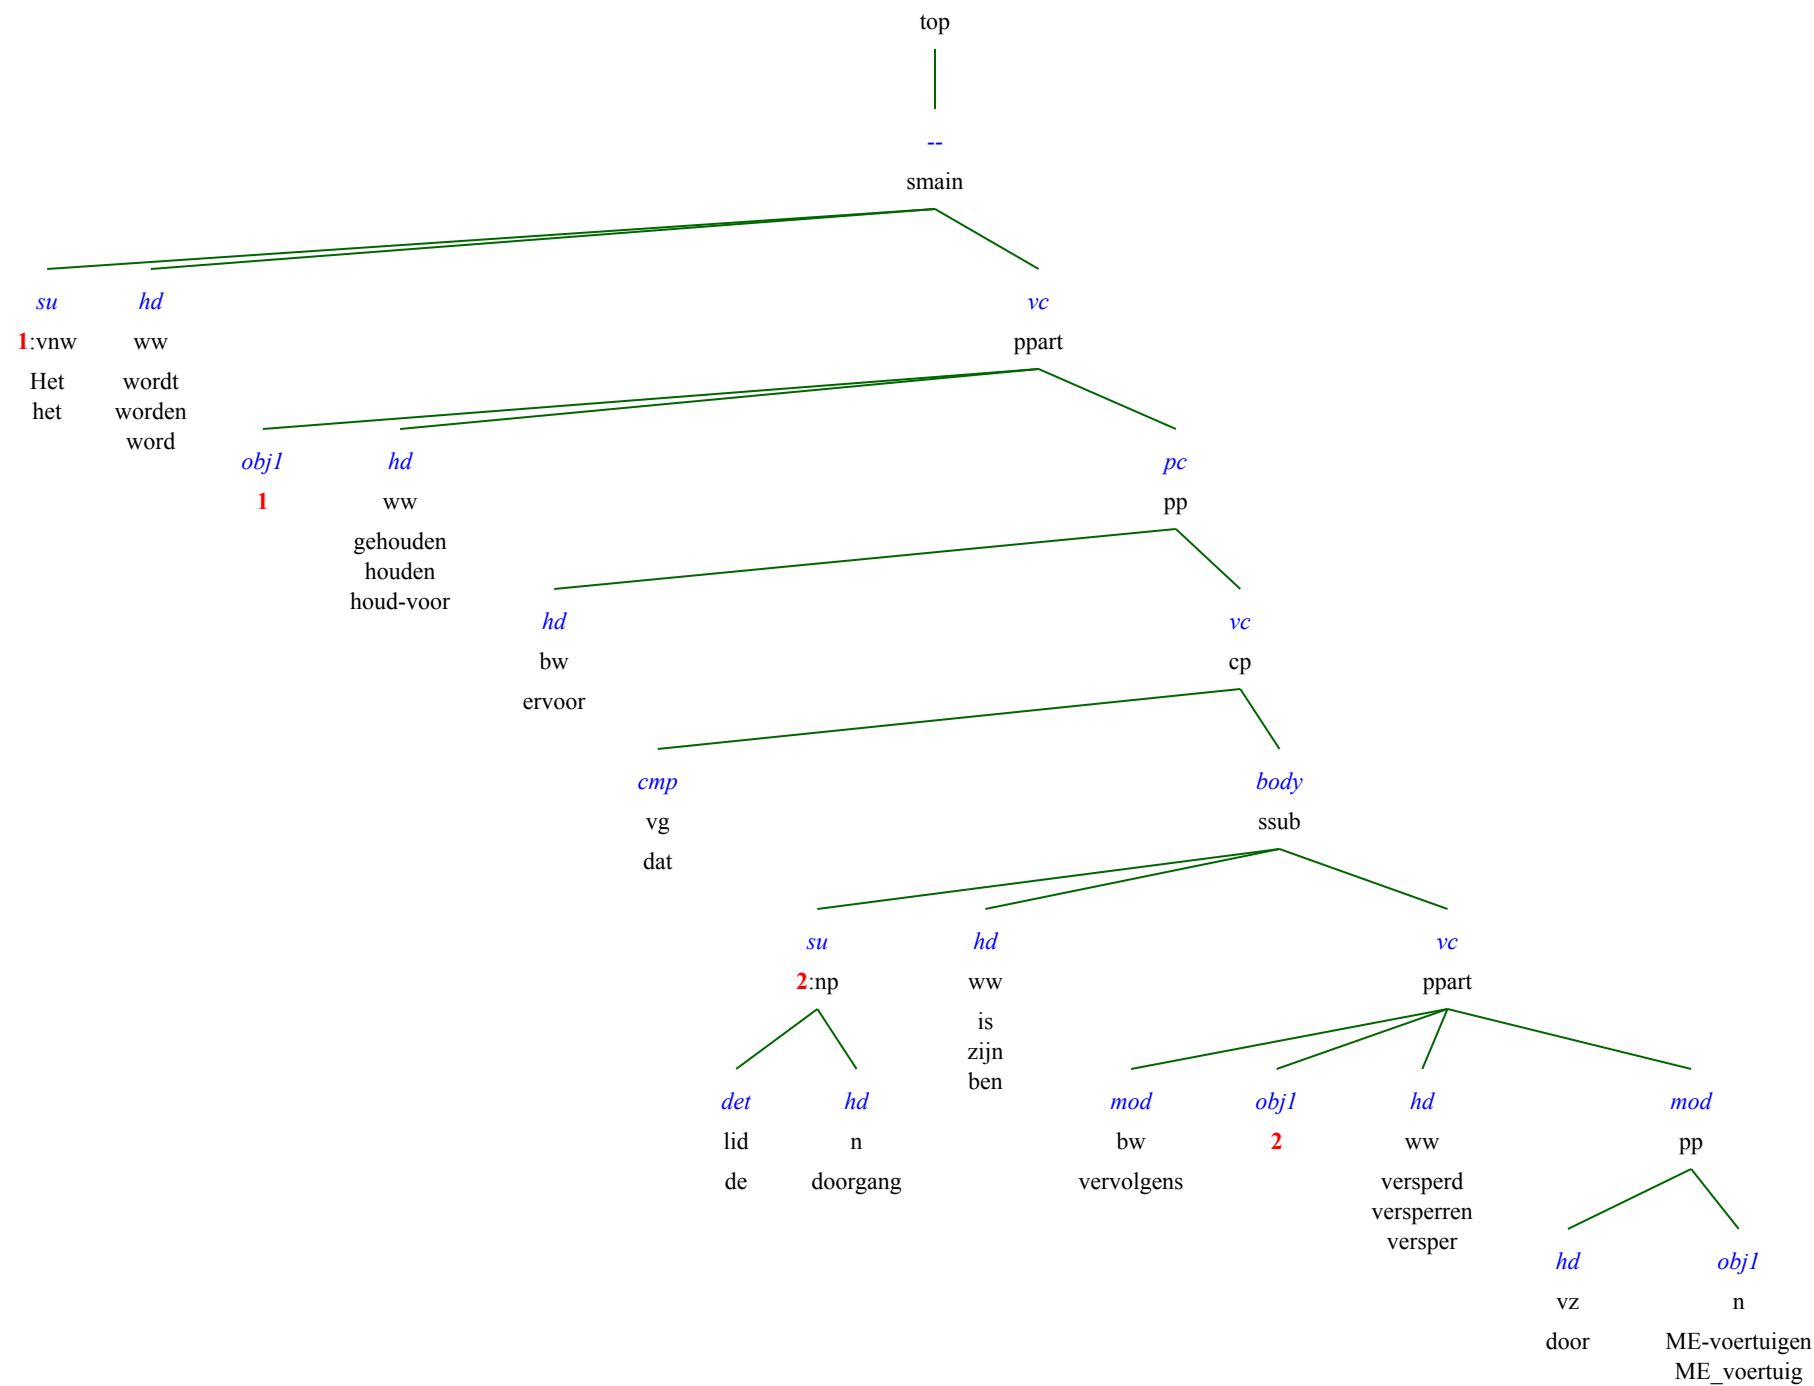 top
--
smain
su hd vc
1:vnw ww ppart
Het wordt
het worden
word
obj1 hd pc
1 ww pp
gehouden
houden
houd-voor
hd vc
bw cp
ervoor
cmp body
vg ssub
dat
su hd vc
2:np ww ppart
is
zijn
ben
det hd mod obj1 hd mod
lid n bw 2 ww pp
de doorgang vervolgens versperd
versperren
versper
hd obj1
vz n
door ME-voertuigen
ME_voertuig